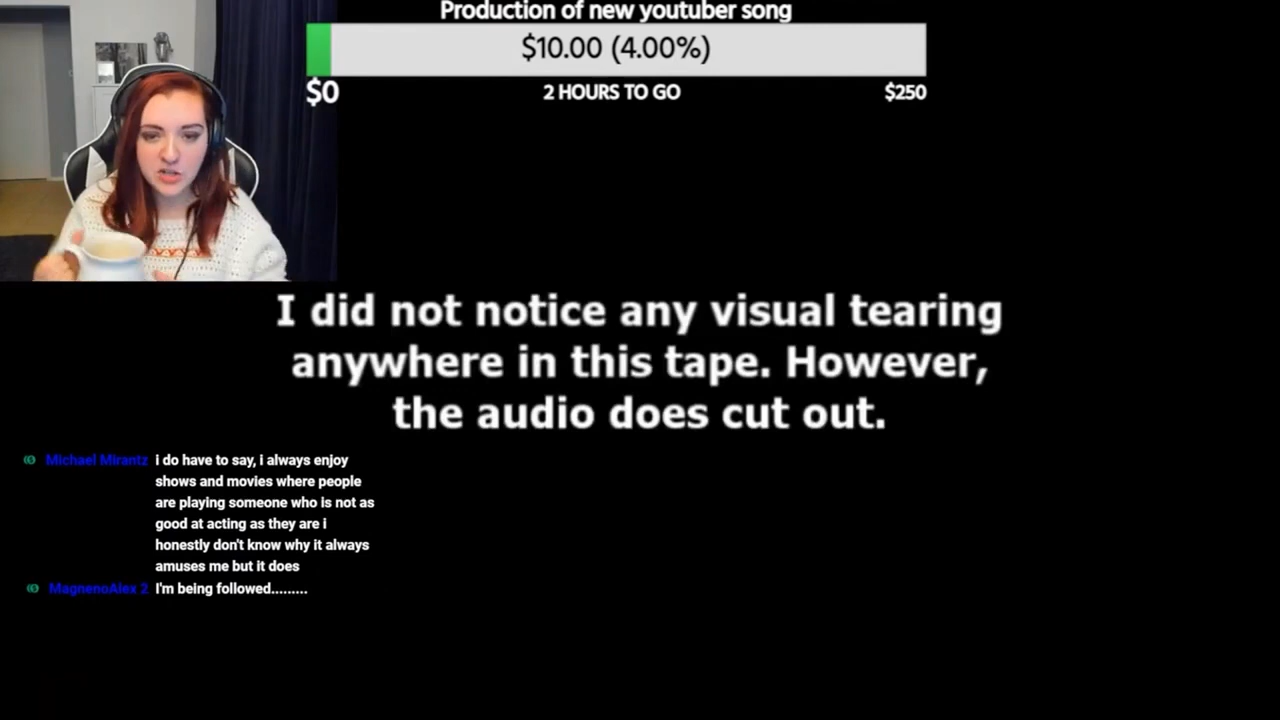 Production of new youtuber song
$10.00 (4.00%)
$0 2 HOURS TO GO $250
I did not notice any visual tearing
anywhere in this tape. However,
the audio does cut out.
Michael Mirantz i do have to say, i always enjoy
shows and movies where people
are playing someone who is not as
good at acting as they are i
honestly don't know why it always
amuses me but it does
MagnenoAlex 2 I'm being followed.........